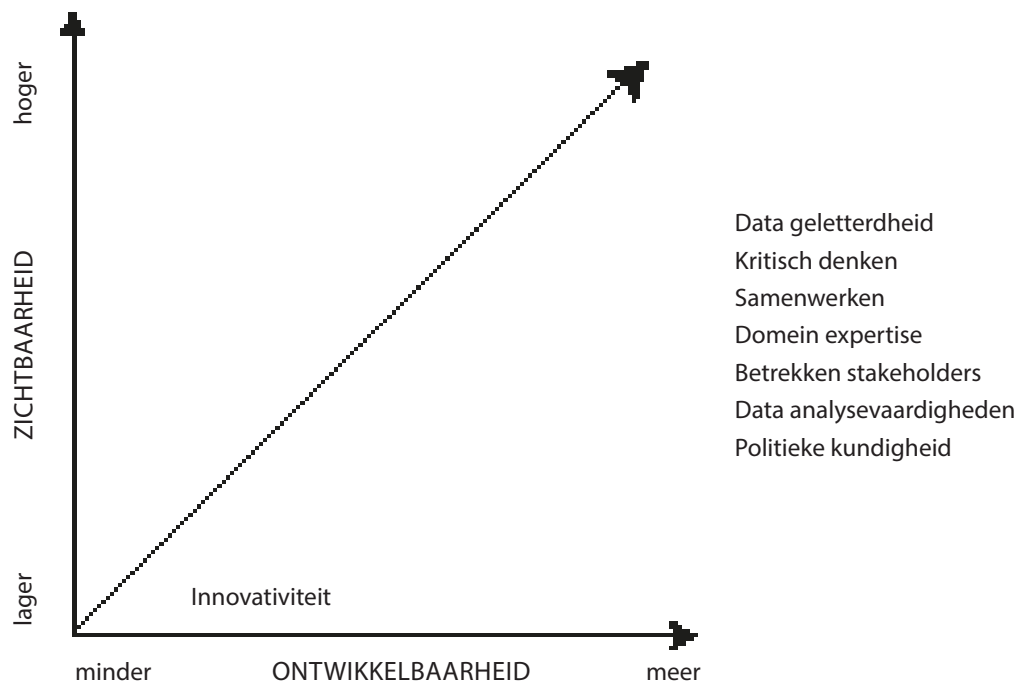 hoger
ZICHTBAARHEID
lager
Data geletterdheid
Kritisch denken
Samenwerken
Domein expertise
Betrekken stakeholders
Data analysevaardigheden
Politieke kundigheid
Innovativiteit
minder
ONTWIKKELBAARHEID
meer